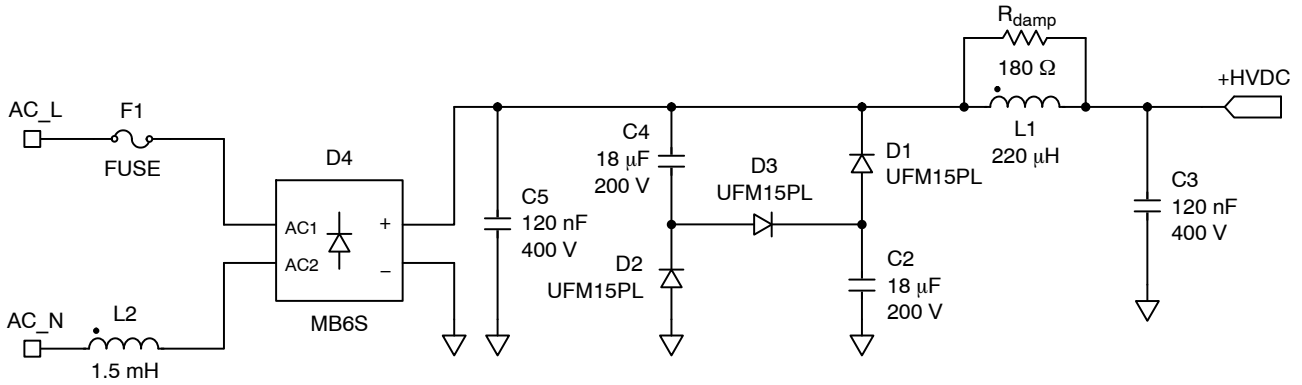 R_damp
180 Ω
+HVDC
AC_L
F1
FUSE
L1
220 μH
C4
18 μF
200 V
D1
UFM15PL
D3
UFM15PL
D4
C5
120 nF
400 V
C3
120 nF
400 V
AC1
+
AC2
–
D2
UFM15PL
C2
18 μF
200 V
AC_N
L2
1.5 mH
MB6S